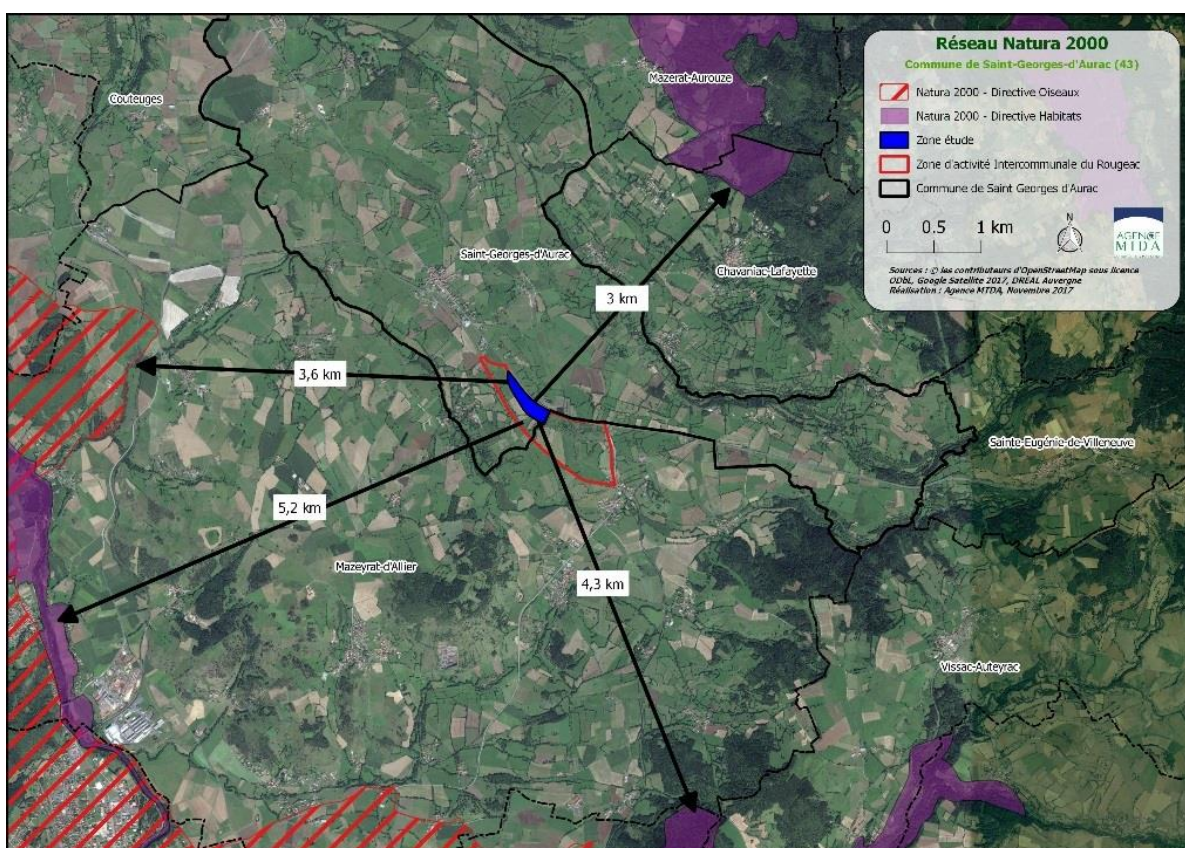 Réseau Natura 2000
Commune de Saint-Georges-d'Aurac (43)
Natura 2000 - Directive Oiseaux
Natura 2000 - Directive Habitats
Zone étude
Zone d'activité Intercommunale du Rougeac
Commune de Saint Georges d'Aurac
0 0.5 1 km
N
AGENCE
MTDA
Sources : © les contributeurs d'OpenStreetMap sous licence
ODbL, Google Satellite 2017, DREAL Auvergne
Réalisation : Agence MTDA, Novembre 2017
Mazerat-Aurouze
Couteuges
Saint-Georges-d'Aurac
Chavaniac-Lafayette
3 km
3,6 km
Sainte-Eugénie-de-Villeneuve
5,2 km
Mazeyrat-d'Allier
4,3 km
Vissac-Auteyrac